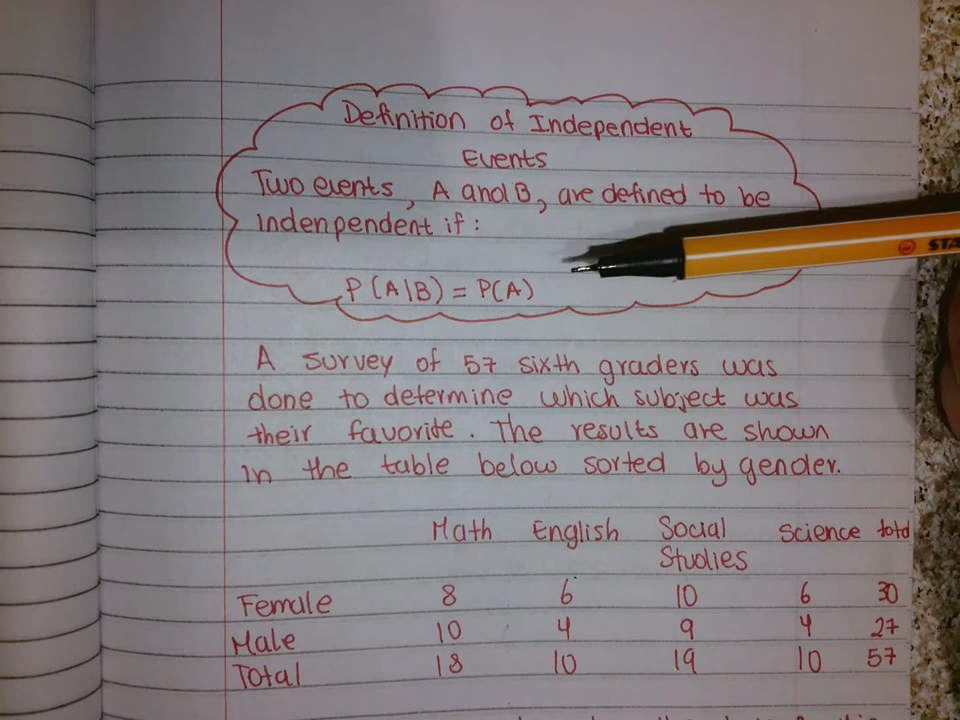 Definition of Independent
Events
Two events, A and B, are defined to be
indenpendent if:
P(A|B) = P(A)
STA
A survey of 57 sixth graders was
done to determine which subject was
their favorite. The results are shown
in the table below sorted by gender.
Math English Social Science total
Studies
Female 8 6 10 6 30
Male 10 4 9 4 27
Total 18 10 19 10 57